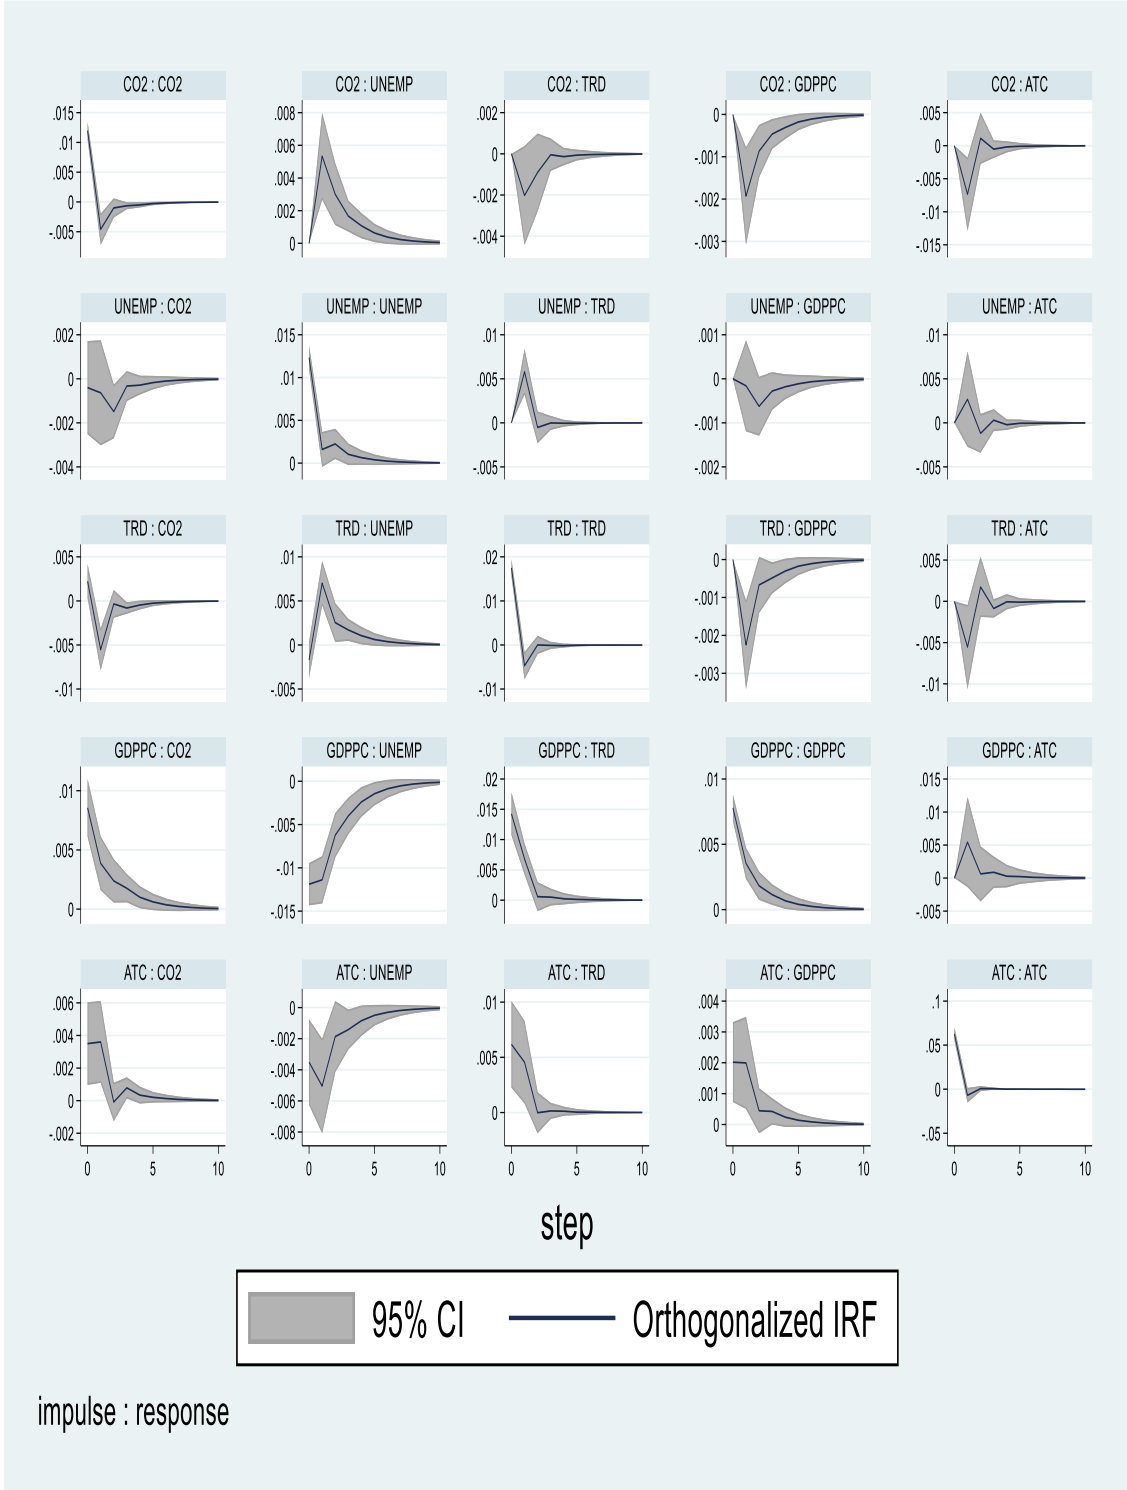 CO2 : CO2 CO2 : UNEMP CO2 : TRD CO2 : GDPPC CO2 : ATC
.015 .01 .005 0 -.005
.008 .006 .004 .002 0
.002 0 -.002 -.004
0 -.001 -.002 -.003
.005 0 -.005 -.01 -.015
UNEMP : CO2 UNEMP : UNEMP UNEMP : TRD UNEMP : GDPPC UNEMP : ATC
.002 0 -.002 -.004
.015 .01 .005 0
.01 .005 0 -.005
.001 0 -.001 -.002
.01 .005 0 -.005
TRD : CO2 TRD : UNEMP TRD : TRD TRD : GDPPC TRD : ATC
.005 0 -.005 -.01
.01 .005 0 -.005
.02 .01 0 -.01
0 -.001 -.002 -.003
.005 0 -.005 -.01
GDPPC : CO2 GDPPC : UNEMP GDPPC : TRD GDPPC : GDPPC GDPPC : ATC
.01 .005 0
0 -.005 -.01 -.015
.02 .015 .01 .005 0
.01 .005 0
.015 .01 .005 0 -.005
ATC : CO2 ATC : UNEMP ATC : TRD ATC : GDPPC ATC : ATC
.006 .004 .002 0 -.002
0 -.002 -.004 -.006 -.008
.01 .005 0
.004 .003 .002 .001 0
.1 .05 0 -.05
0 5 10 0 5 10 0 5 10 0 5 10 0 5 10
step
95% CI Orthogonalized IRF
impulse : response